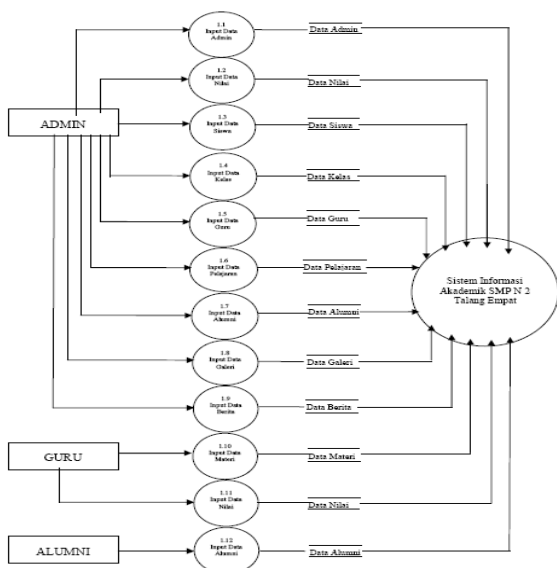 1.1
Input Data
Admin
Data Admin
1.2
Input Data
Nilai
Data Nilai
ADMIN
1.3
Input Data
Siswa
Data Siswa
1.4
Input Data
Kelas
Data Kelas
1.5
Input Data
Guru
Data Guru
1.6
Input Data
Pelajaran
Data Pelajaran
Sistem Informasi
Akademik SMP N 2
Talang Empat
1.7
Input Data
Alumni
Data Alumni
1.8
Input Data
Galeri
Data Galeri
1.9
Input Data
Berita
Data Berita
GURU
1.10
Input Data
Materi
Data Materi
1.11
Input Data
Nilai
Data Nilai
ALUMNI
1.12
Input Data
Alumni
Data Alumni